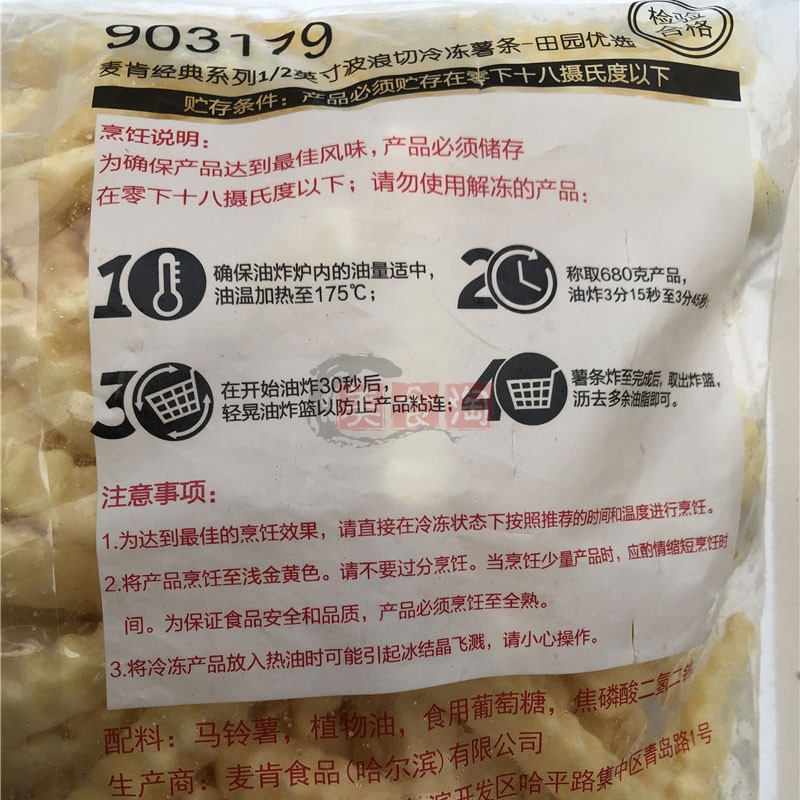 903119
检验
合格
麦肯经典系列1/2英寸波浪切冷冻薯条-田园优选
贮存条件：产品必须贮存在零下十八摄氏度以下
烹饪说明：
为确保产品达到最佳风味，产品必须储存
在零下十八摄氏度以下；请勿使用解冻的产品：
1 确保油炸炉内的油量适中，
油温加热至175℃；
2 称取680克产品，
油炸3分15秒至3分45秒
3 在开始油炸30秒后，
轻晃油炸篮以防止产品粘连；
4 薯条炸至完成后，取出炸篮，
沥去多余油脂即可。
美食淘
注意事项：
1.为达到最佳的烹饪效果，请直接在冷冻状态下按照推荐的时间和温度进行烹饪。
2.将产品烹饪至浅金黄色。请不要过分烹饪。当烹饪少量产品时，应酌情缩短烹饪时
间。为保证食品安全和品质，产品必须烹饪至全熟。
3.将冷冻产品放入热油时可能引起冰结晶飞溅，请小心操作。
配料：马铃薯，植物油，食用葡萄糖，焦磷酸二氢二钠
生产商：麦肯食品(哈尔滨)有限公司
滨开发区哈平路集中区青岛路1号